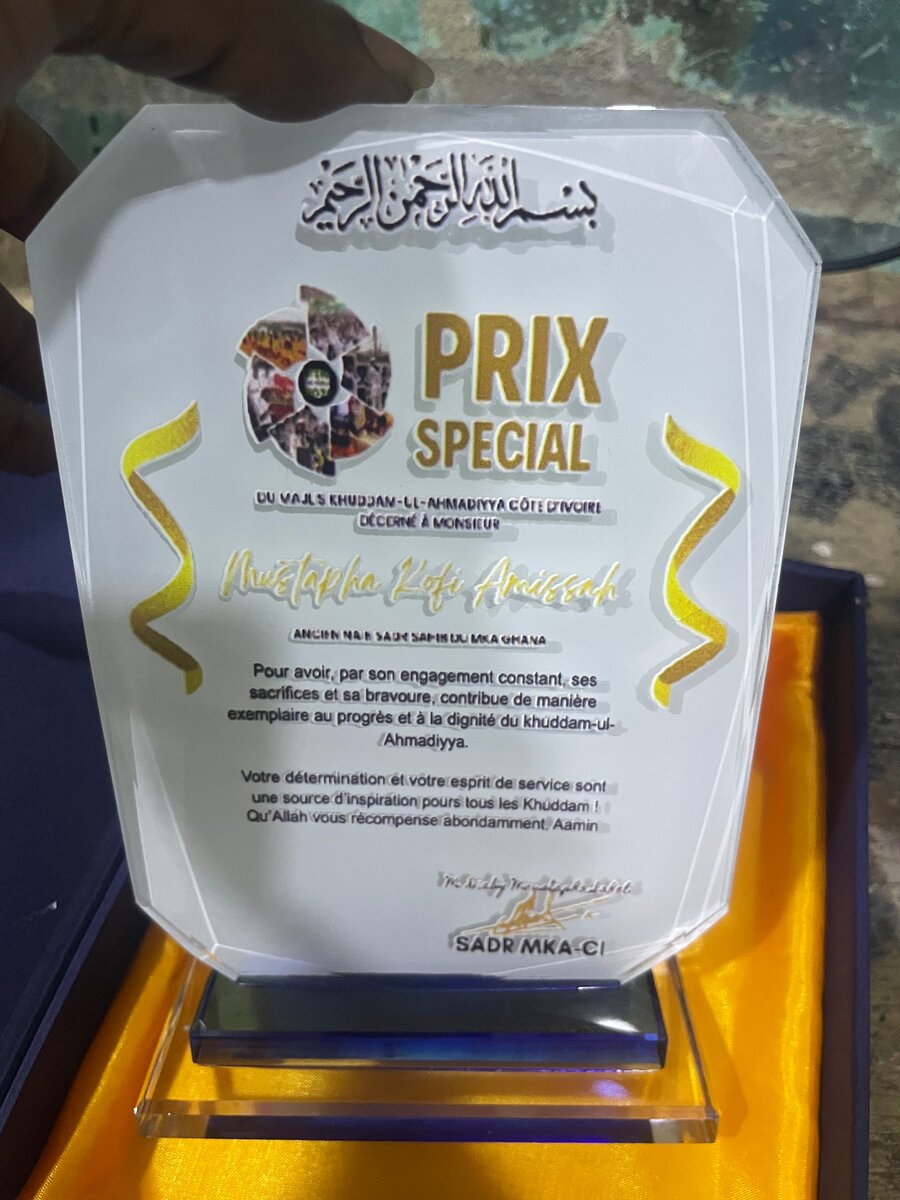 بسم الله الرحمن الرحيم
PRIX
SPECIAL
DU MAJLIS KHUDDAM-UL-AHMADIYYA CÔTE D'IVOIRE
DÉCERNÉ À MONSIEUR
Mustapha Kofi Amissah
ANCIEN NAIB SADR SAHIB DU MKA GHANA
Pour avoir, par son engagement constant, ses
sacrifices et sa bravoure, contribue de manière
exemplaire au progrès et à la dignité du khuddam-ul-
Ahmadiyya.
Votre détermination et votre esprit de service sont
une source d'inspiration pours tous les Khuddam !
Qu'Allah vous récompense abondamment, Aamin
SADR MKA-CI